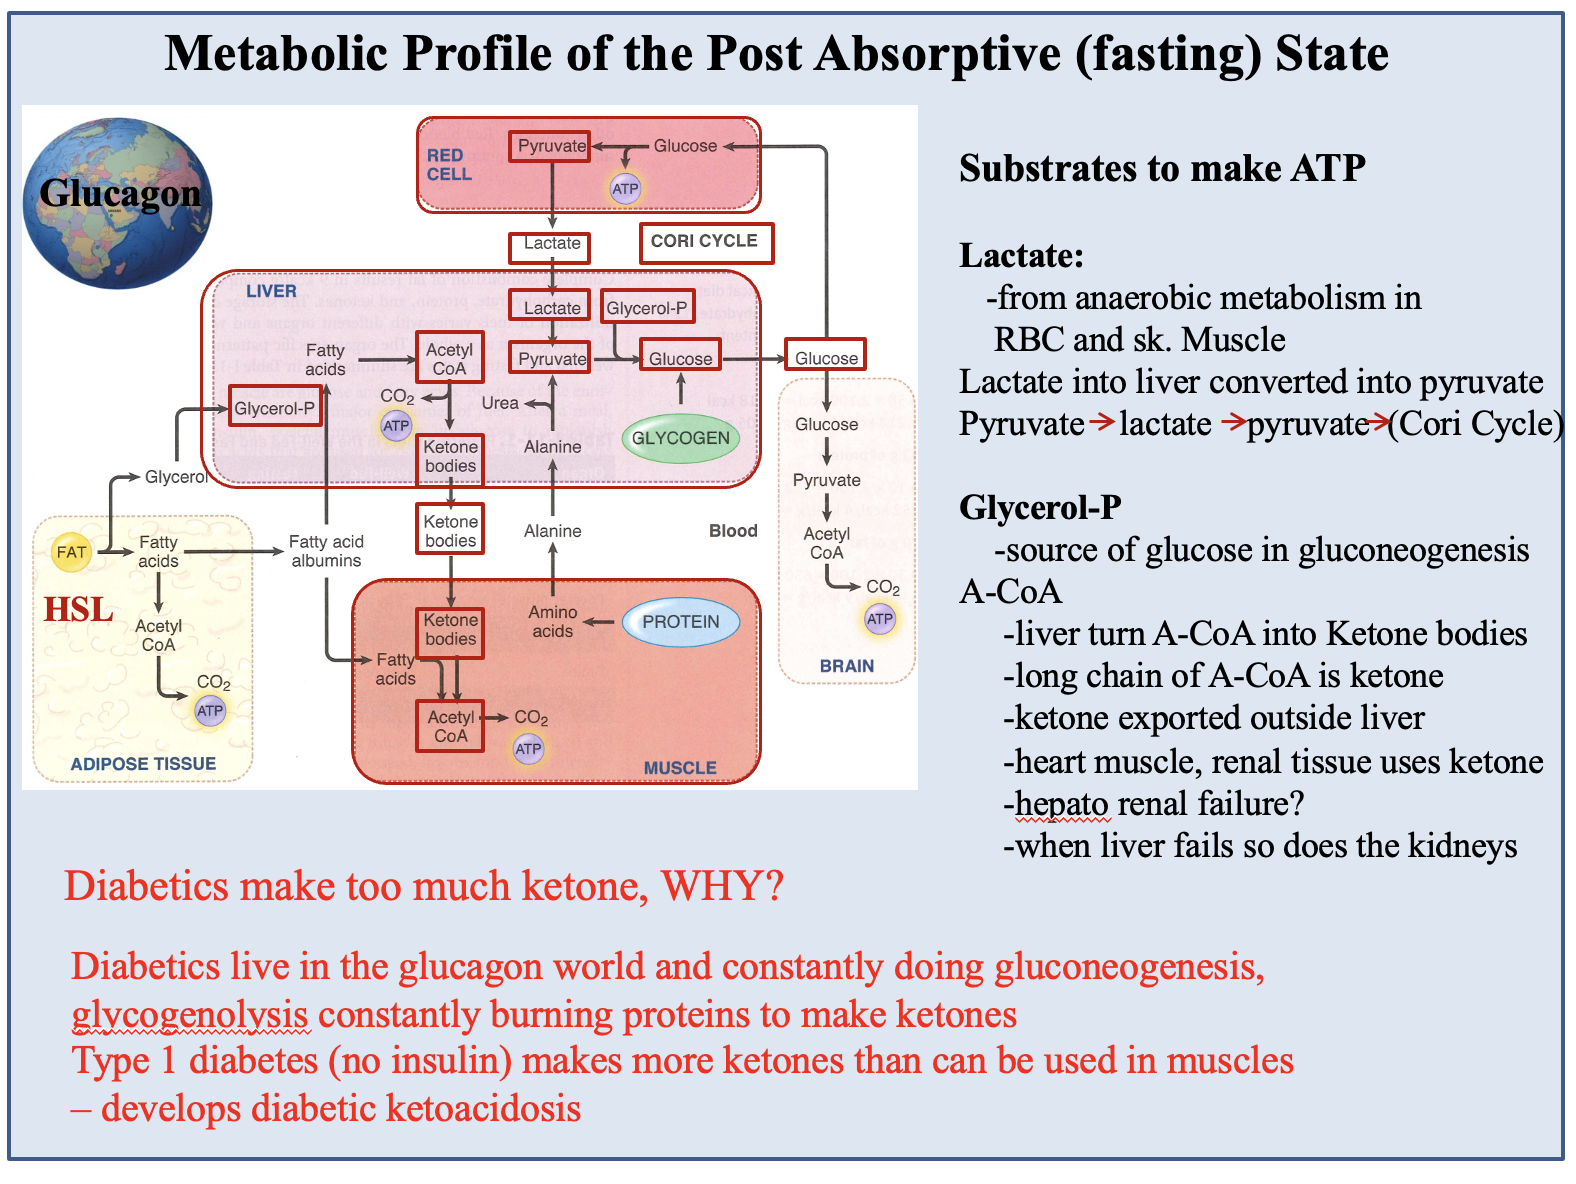 Metabolic Profile of the Post Absorptive (fasting) State
Glucagon
RED
CELL
Pyruvate
Glucose
ATP
Lactate
CORI CYCLE
LIVER
Lactate
Glycerol-P
Fatty
acids
Acetyl
CoA
Pyruvate
Glucose
Glucose
Glycerol-P
CO2
ATP
Urea
GLYCOGEN
Ketone
bodies
Alanine
Glycerol
Glucose
Pyruvate
Acetyl
CoA
CO2
ATP
BRAIN
Ketone
bodies
Alanine
Blood
FAT
Fatty
acids
Fatty acid
albumins
HSL
Acetyl
CoA
CO2
ATP
ADIPOSE TISSUE
Ketone
bodies
Amino
acids
PROTEIN
Fatty
acids
Acetyl
CoA
CO2
ATP
MUSCLE
Substrates to make ATP
Lactate:
-from anaerobic metabolism in
RBC and sk. Muscle
Lactate into liver converted into pyruvate
Pyruvate → lactate → pyruvate → (Cori Cycle)
Glycerol-P
-source of glucose in gluconeogenesis
A-CoA
-liver turn A-CoA into Ketone bodies
-long chain of A-CoA is ketone
-ketone exported outside liver
-heart muscle, renal tissue uses ketone
-hepato renal failure?
-when liver fails so does the kidneys
Diabetics make too much ketone, WHY?
Diabetics live in the glucagon world and constantly doing gluconeogenesis,
glycogenolysis constantly burning proteins to make ketones
Type 1 diabetes (no insulin) makes more ketones than can be used in muscles
– develops diabetic ketoacidosis